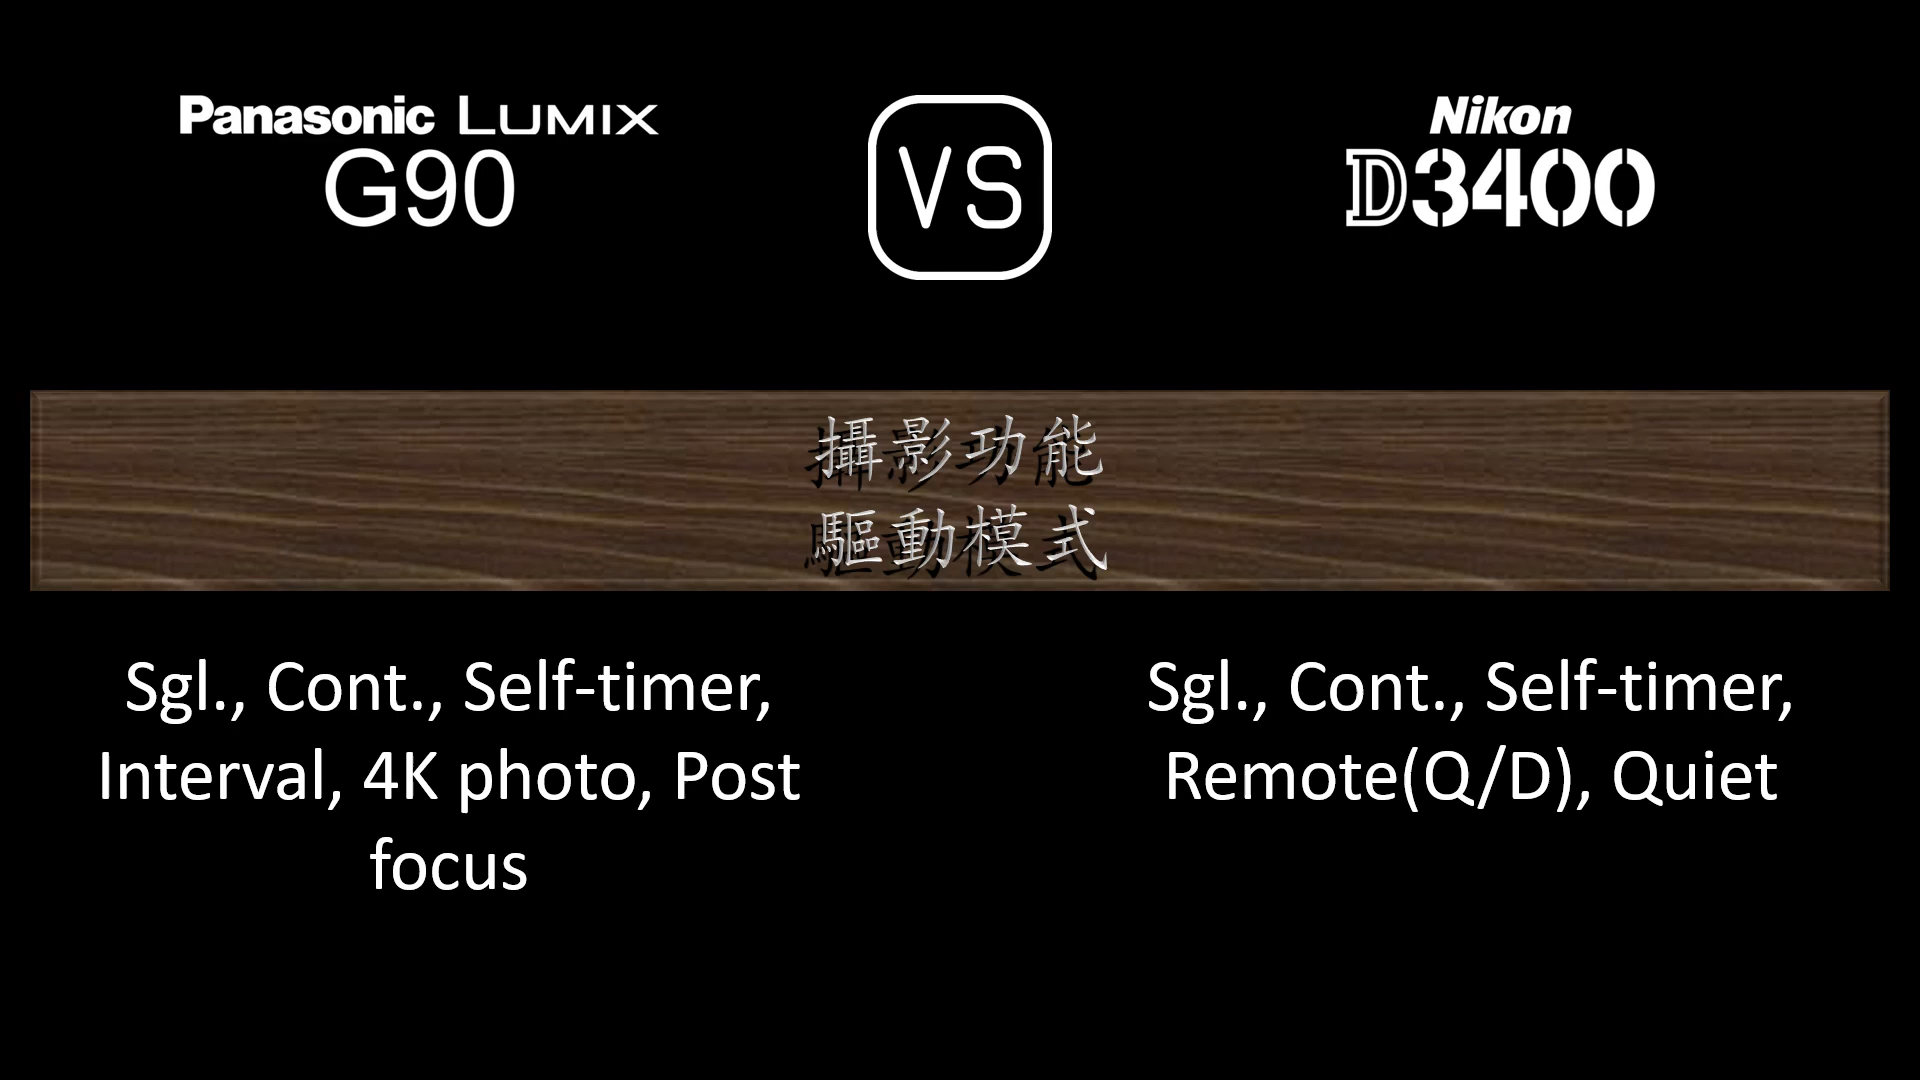 Panasonic LUMIX
G90
VS
Nikon
D3400
攝影功能
驅動模式
Sgl., Cont., Self-timer,
Interval, 4K photo, Post
focus
Sgl., Cont., Self-timer,
Remote(Q/D), Quiet